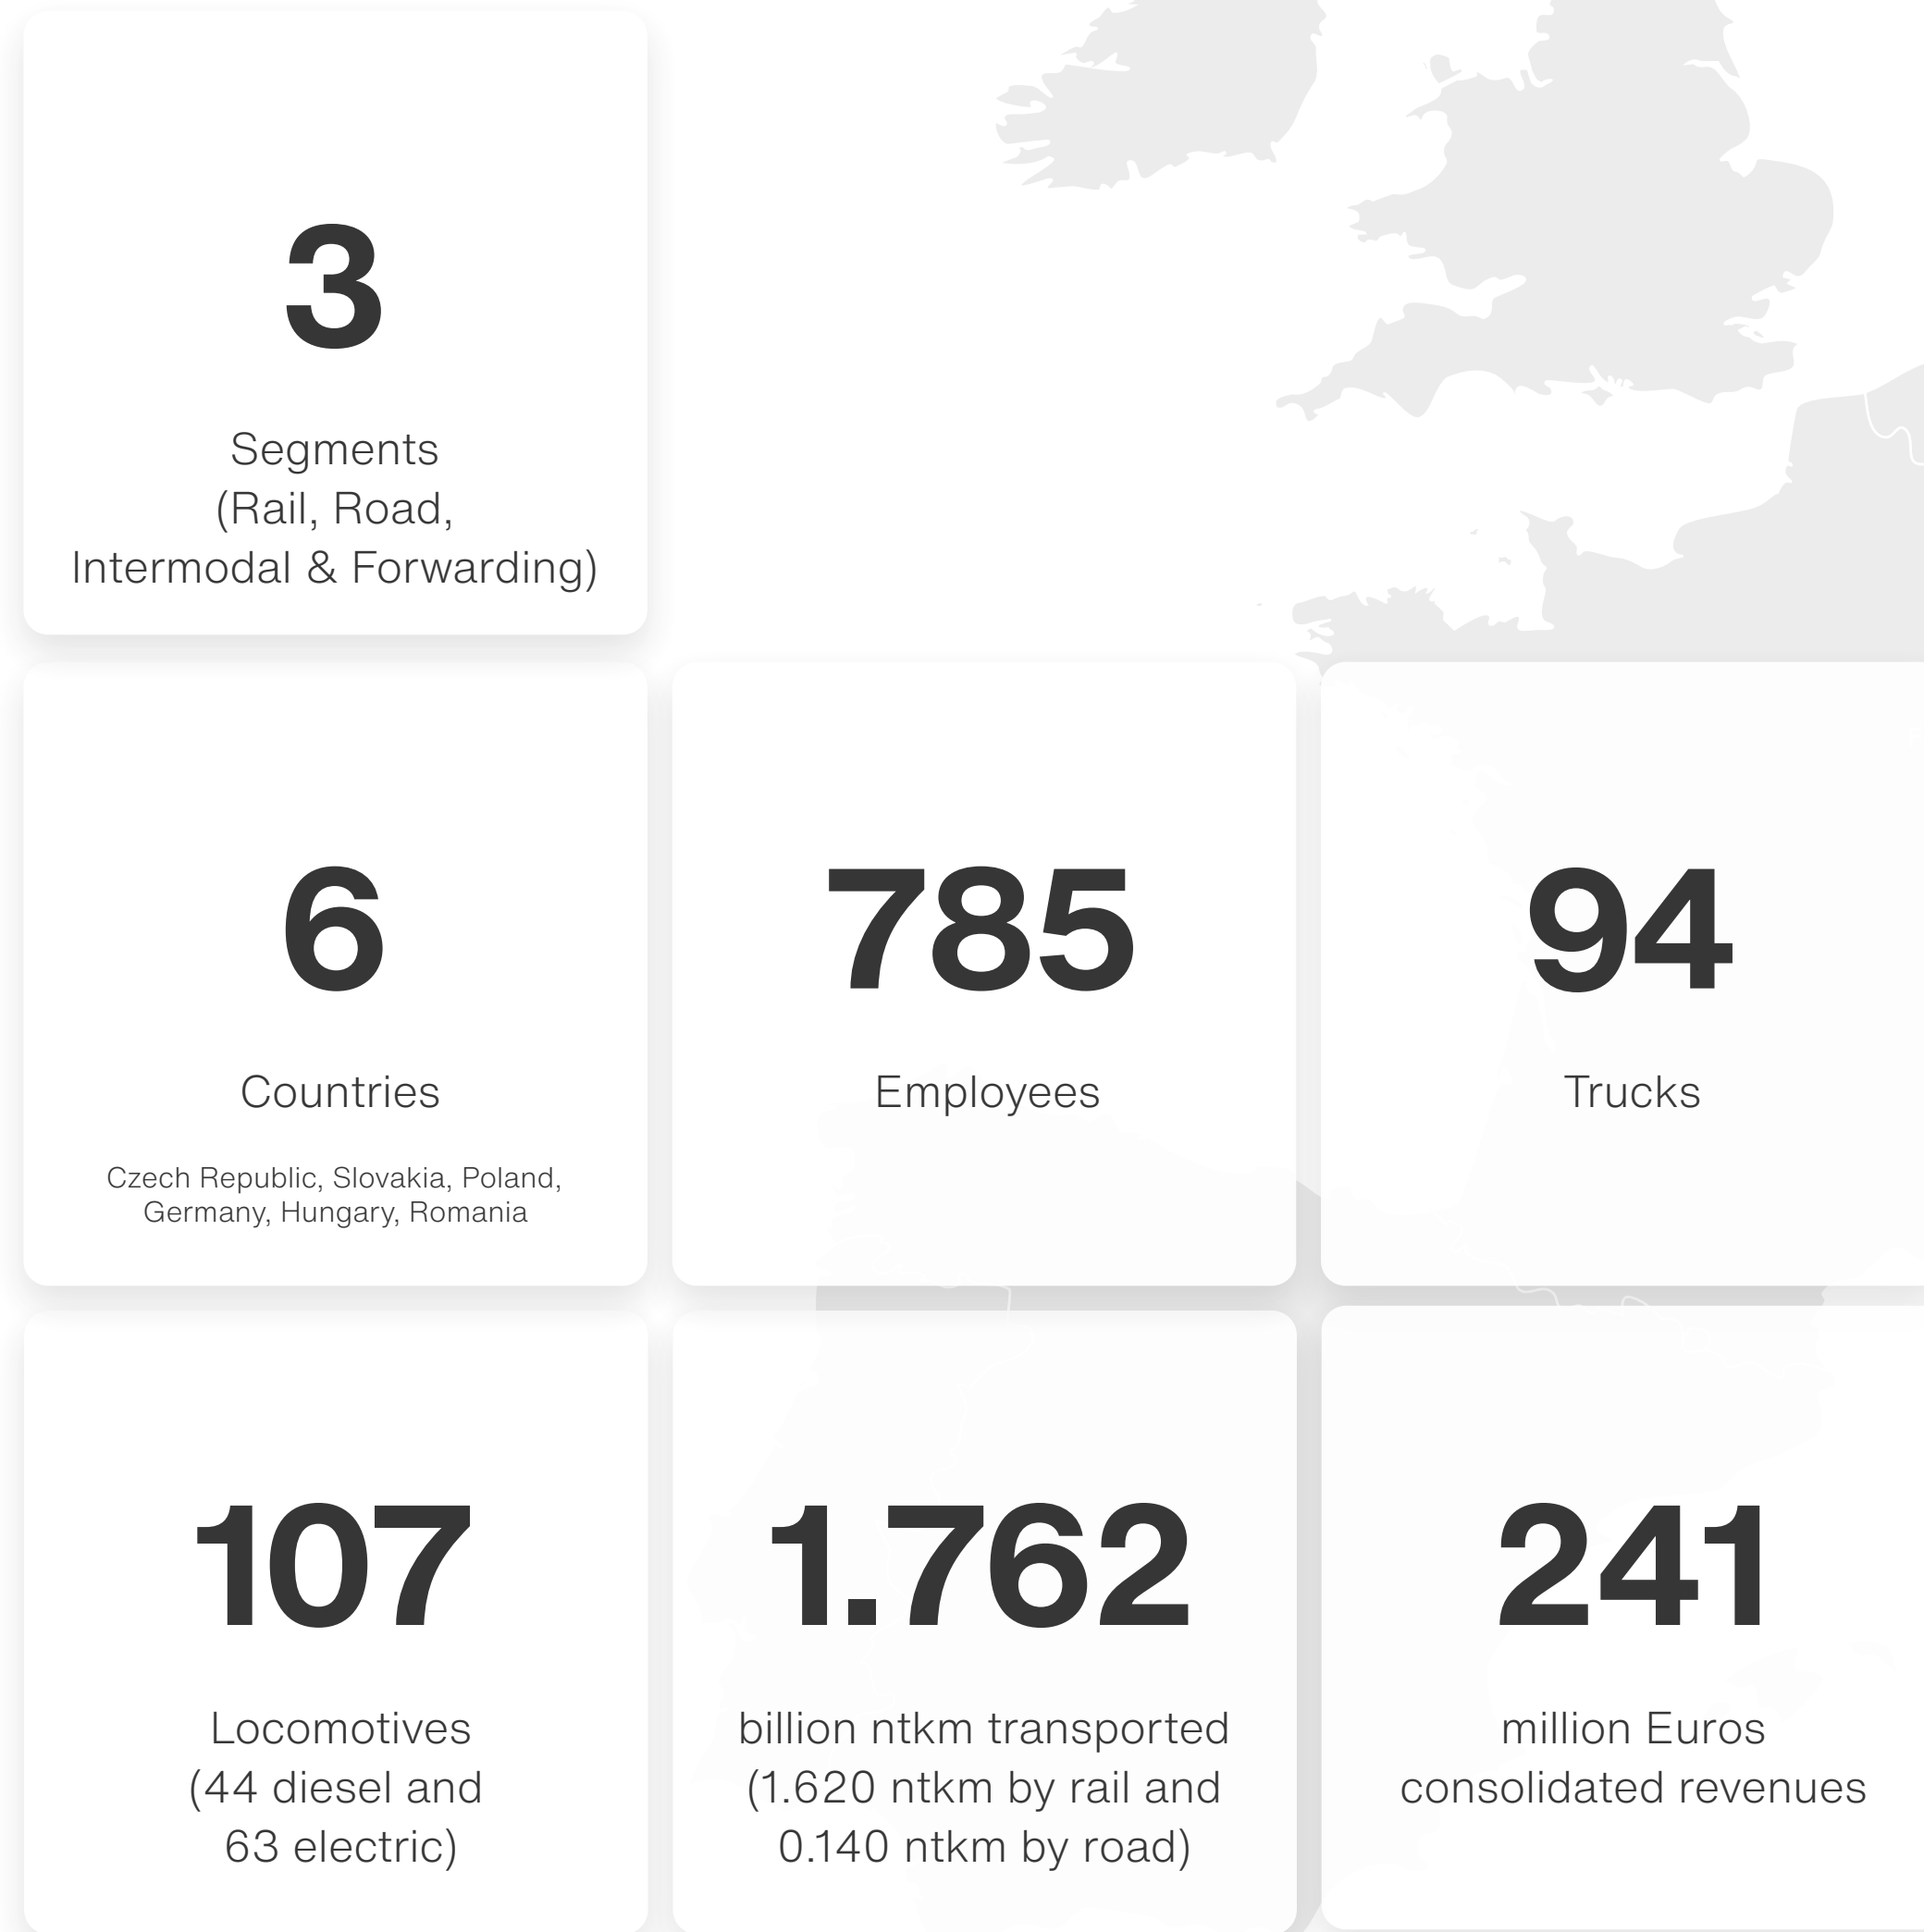 3
Segments
(Rail, Road,
Intermodal & Forwarding)
6
Countries
Czech Republic, Slovakia, Poland,
Germany, Hungary, Romania
785
Employees
94
Trucks
107
Locomotives
(44 diesel and
63 electric)
1.762
billion ntkm transported
(1.620 ntkm by rail and
0.140 ntkm by road)
241
million Euros
consolidated revenues